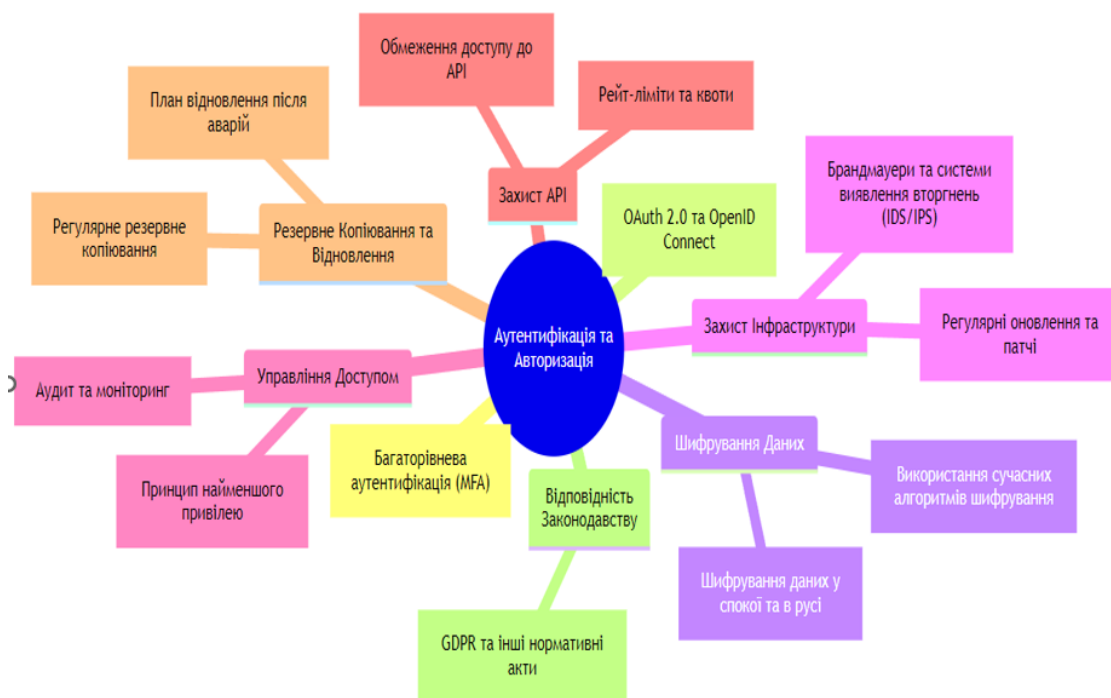 Обмеження доступу до
API
Рейт-ліміти та квоти
План відновлення після
аварій
Захист API
Брандмауери та системи
виявлення вторгнень
(IDS/IPS)
OAuth 2.0 та OpenID
Connect
Регулярне резервне
копіювання
Резервне Копіювання та
Відновлення
Захист Інфраструктури
Регулярні оновлення та
патчі
Аутентифікація та
Авторизація
Управління Доступом
Аудит та моніторинг
Багаторівнева
аутентифікація (MFA)
Шифрування Даних
Принцип найменшого
привілею
Відповідність
Законодавству
Використання сучасних
алгоритмів шифрування
Шифрування даних у
спокої та в русі
GDPR та інші нормативні
акти